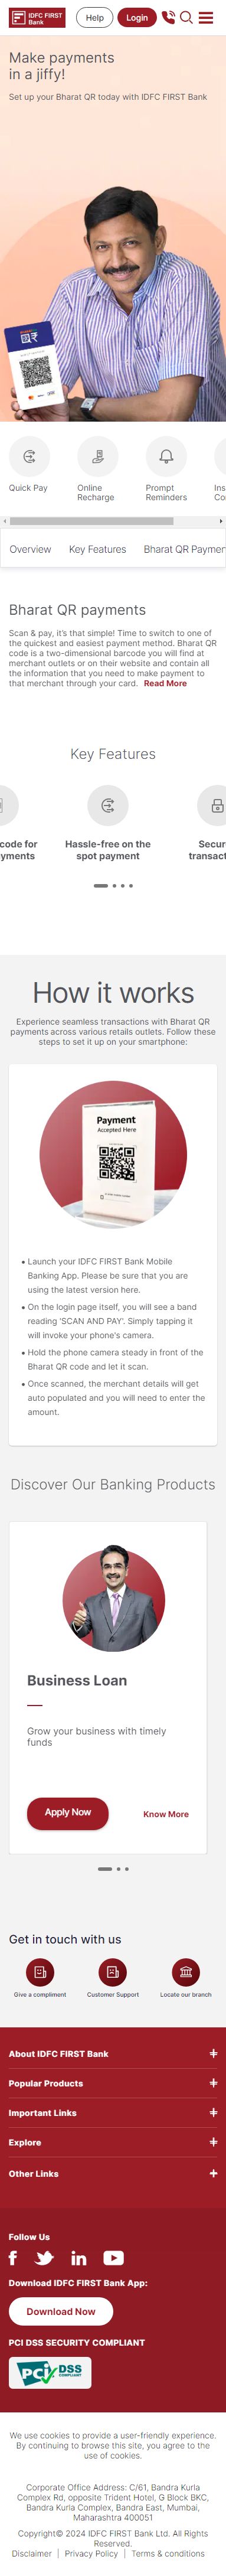 IDFC FIRST
Bank
Help
Login
Make payments
in a jiffy!
Set up your Bharat QR today with IDFC FIRST Bank
Quick Pay
Online
Recharge
Prompt
Reminders
Ins
Co
Overview
Key Features
Bharat QR Paymen
Bharat QR payments
Scan & pay, it's that simple! Time to switch to one of
the quickest and easiest payment method. Bharat QR
code is a two-dimensional barcode you will find at
merchant outlets or on their website and contain all
the information that you need to make payment to
that merchant through your card. Read More
Key Features
code for
yments
Hassle-free on the
spot payment
Secur
transact
How it works
Experience seamless transactions with Bharat QR
payments across various retails outlets. Follow these
steps to set it up on your smartphone:
Payment
Accepted Here
• Launch your IDFC FIRST Bank Mobile
Banking App. Please be sure that you are
using the latest version here.
• On the login page itself, you will see a band
reading 'SCAN AND PAY'. Simply tapping it
will invoke your phone's camera.
• Hold the phone camera steady in front of the
Bharat QR code and let it scan.
• Once scanned, the merchant details will get
auto populated and you will need to enter the
amount.
Discover Our Banking Products
Business Loan
Grow your business with timely
funds
Apply Now
Know More
Get in touch with us
Give a compliment
Customer Support
Locate our branch
About IDFC FIRST Bank
Popular Products
Important Links
Explore
Other Links
Follow Us
Download IDFC FIRST Bank App:
Download Now
PCI DSS SECURITY COMPLIANT
PCI DSS
COMPLIANT
We use cookies to provide a user-friendly experience.
By continuing to browse this site, you agree to the
use of cookies.
Corporate Office Address: C/61, Bandra Kurla
Complex Rd, opposite Trident Hotel, G Block BKC,
Bandra Kurla Complex, Bandra East, Mumbai,
Maharashtra 400051
Copyright© 2024 IDFC FIRST Bank Ltd. All Rights
Reserved.
Disclaimer | Privacy Policy | Terms & conditions